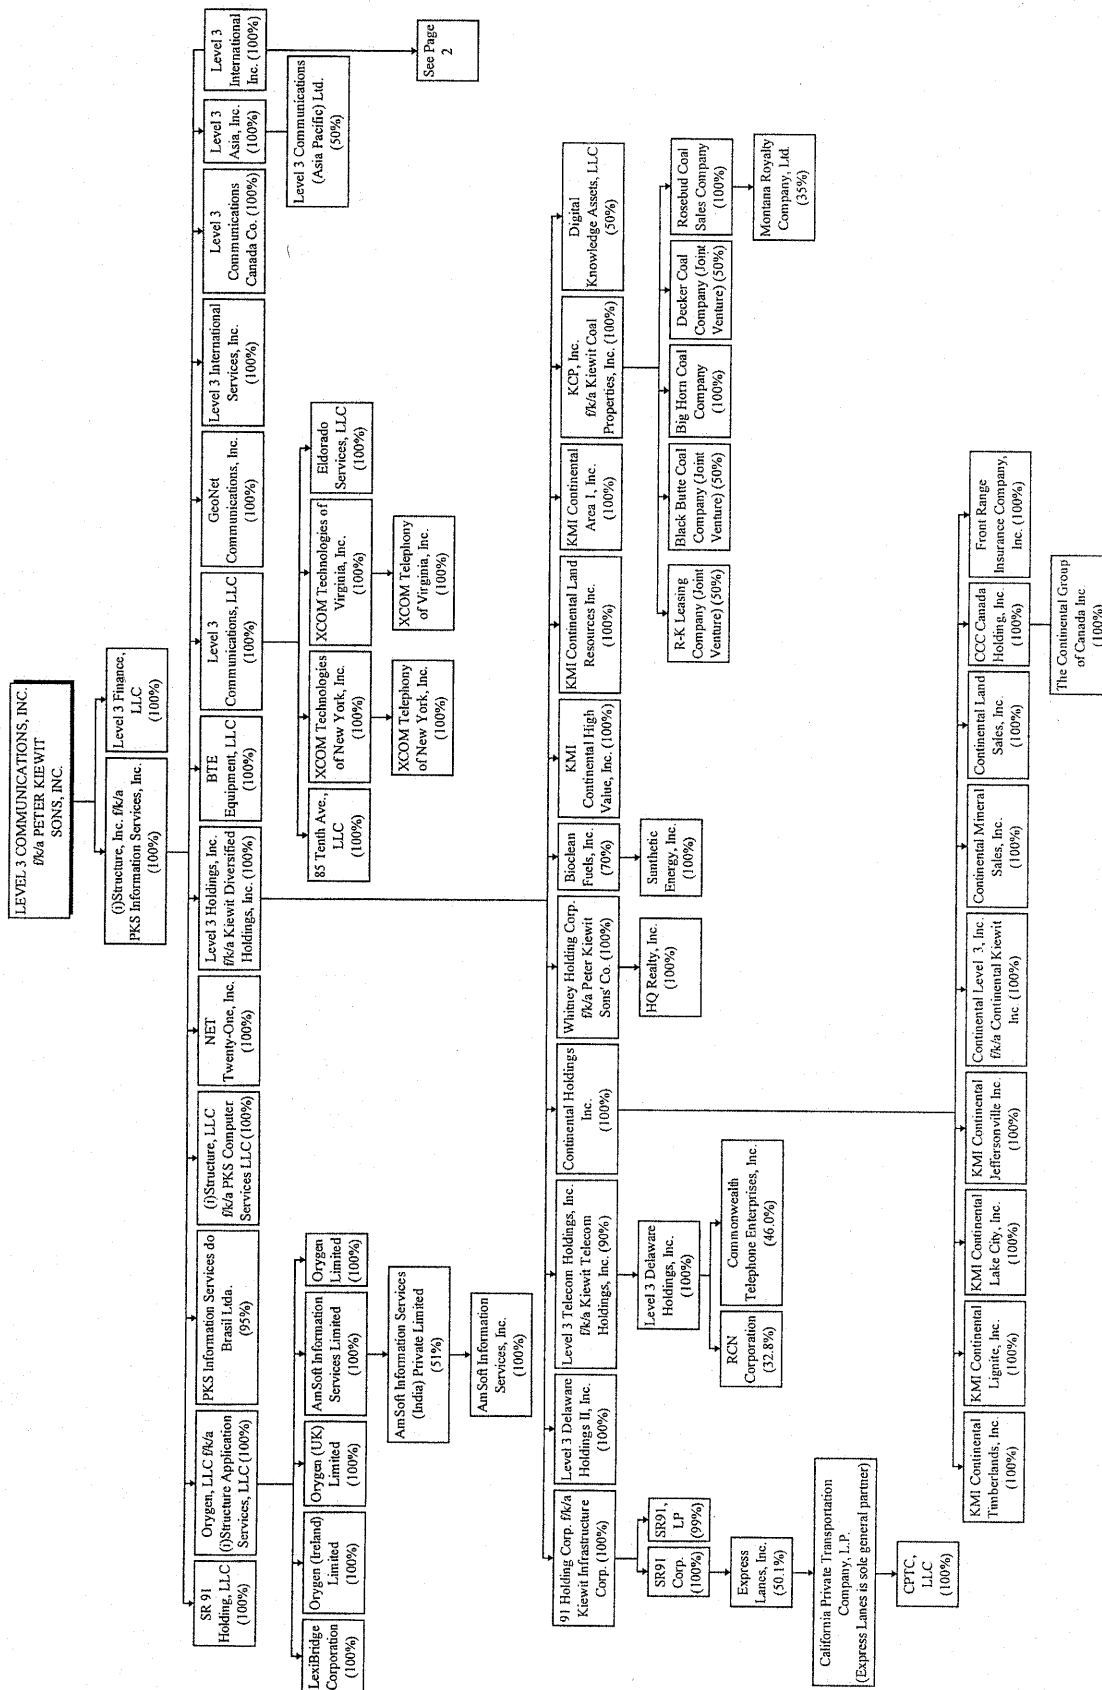 LEVEL 3 COMMUNICATIONS, INC.
f/k/a PETER KIEWIT
SONS, INC.
(i)Structure, Inc. f/k/a
PKS Information Services, Inc.
(100%)
Level 3 Finance,
LLC
(100%)
SR 91
Holding, LLC
(100%)
Orygen, LLC f/k/a
(i)Structure Application
Services, LLC (100%)
PKS Information Services do
Brasil Ltda.
(95%)
(i)Structure, LLC
f/k/a PKS Computer
Services LLC (100%)
NET
Twenty-One, Inc.
(100%)
Level 3 Holdings, Inc.
f/k/a Kiewit Diversified
Holdings, Inc. (100%)
BTE
Equipment, LLC
(100%)
Level 3
Communications, LLC
(100%)
GeoNet
Communications, Inc.
(100%)
Level 3 International
Services, Inc.
(100%)
Level 3
Communications
Canada Co. (100%)
Level 3
Asia, Inc.
(100%)
Level 3
International
Inc. (100%)
LexiBridge
Corporation
(100%)
Orygen (Ireland)
Limited
(100%)
Orygen (UK)
Limited
(100%)
AmSoft Information
Services Limited
(100%)
Orygen
Limited
(100%)
85 Tenth Ave.,
LLC
(100%)
XCOM Technologies
of New York, Inc.
(100%)
XCOM Technologies of
Virginia, Inc.
(100%)
Eldorado
Services, LLC
(100%)
Level 3 Communications
(Asia Pacific) Ltd.
(50%)
See Page
2
AmSoft Information Services
(India) Private Limited
(51%)
XCOM Telephony
of New York, Inc.
(100%)
XCOM Telephony
of Virginia, Inc.
(100%)
AmSoft Information
Services, Inc.
(100%)
91 Holding Corp. f/k/a
Kiewit Infrastructure
Corp. (100%)
Level 3 Delaware
Holdings II, Inc.
(100%)
Level 3 Telecom Holdings, Inc.
f/k/a Kiewit Telecom
Holdings, Inc. (90%)
Continental Holdings
Inc.
(100%)
Whitney Holding Corp.
f/k/a Peter Kiewit
Sons' Co. (100%)
Bioclean
Fuels, Inc.
(70%)
KMI
Continental High
Value, Inc. (100%)
KMI Continental Land
Resources Inc.
(100%)
KMI Continental
Area I, Inc.
(100%)
KCP, Inc.
f/k/a Kiewit Coal
Properties, Inc. (100%)
Digital
Knowledge Assets, LLC
(50%)
SR91
Corp.
(100%)
SR91,
LP
(99%)
Level 3 Delaware
Holdings, Inc.
(100%)
HQ Realty, Inc.
(100%)
Sunthetic
Energy, Inc.
(100%)
R-K Leasing
Company (Joint
Venture) (50%)
Black Butte Coal
Company (Joint
Venture) (50%)
Big Horn Coal
Company
(100%)
Decker Coal
Company (Joint
Venture) (50%)
Rosebud Coal
Sales Company
(100%)
Express
Lanes, Inc.
(50.1%)
RCN
Corporation
(32.8%)
Commonwealth
Telephone Enterprises, Inc.
(46.0%)
Montana Royalty
Company, Ltd.
(35%)
California Private Transportation
Company, L.P.
(Express Lanes is sole general partner)
CPTC,
LLC
(100%)
KMI Continental
Timberlands, Inc.
(100%)
KMI Continental
Lignite, Inc.
(100%)
KMI Continental
Lake City, Inc.
(100%)
KMI Continental
Jeffersonville Inc.
(100%)
Continental Level 3, Inc.
f/k/a Continental Kiewit
Inc (100%)
Continental Mineral
Sales, Inc.
(100%)
Continental Land
Sales, Inc.
(100%)
CCC Canada
Holding, Inc.
(100%)
Front Range
Insurance Company,
Inc. (100%)
The Continental Group
of Canada Inc
(100%)